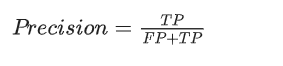 Precision = TP / FP+TP